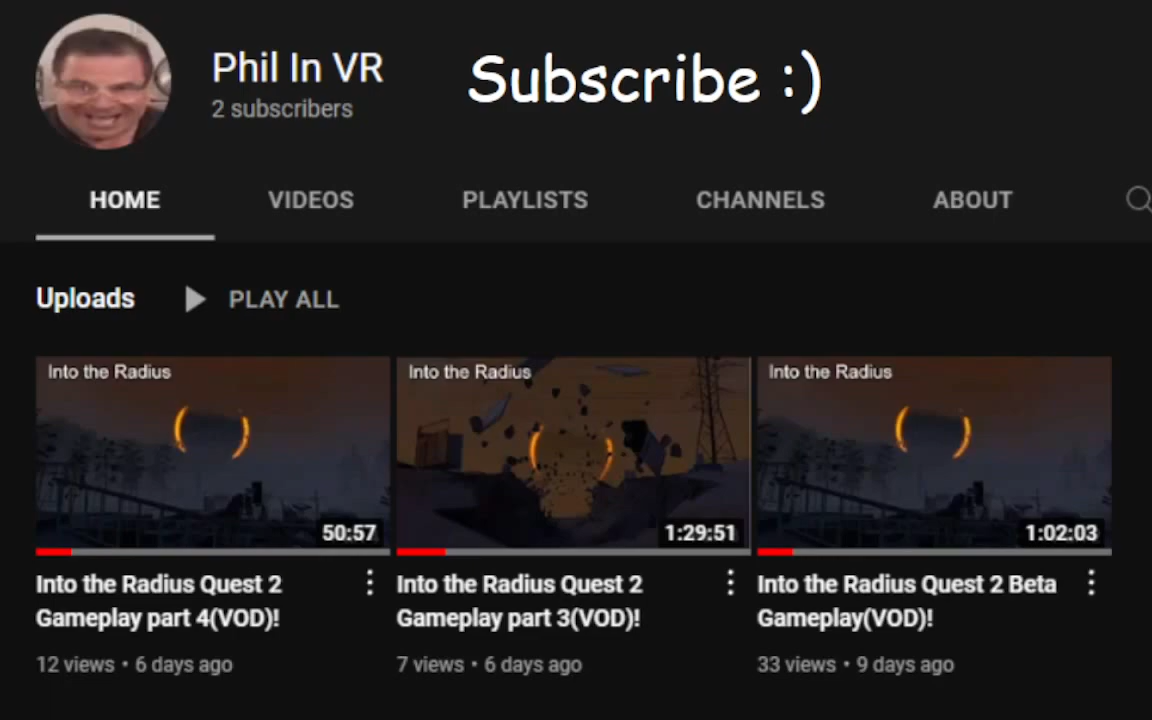 Phil In VR
2 subscribers
Subscribe :)
HOME VIDEOS PLAYLISTS CHANNELS ABOUT
Uploads PLAY ALL
Into the Radius Into the Radius Into the Radius
50:57 1:29:51 1:02:03
Into the Radius Quest 2 Into the Radius Quest 2 Into the Radius Quest 2 Beta
Gameplay part 4(VOD)! Gameplay part 3(VOD)! Gameplay(VOD)!
12 views • 6 days ago 7 views • 6 days ago 33 views • 9 days ago